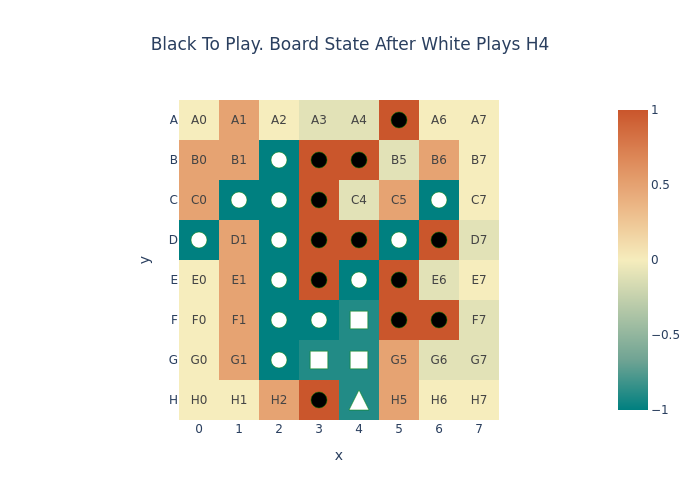 Black To Play. Board State After White Plays H4
A A0 A1 A2 A3 A4 A6 A7
B B0 B1 B5 B6 B7
C C0 C4 C5 C7
D D1 D7
E E0 E1 E6 E7
F F0 F1 F7
G G0 G1 G5 G6 G7
H H0 H1 H2 H5 H6 H7
0 1 2 3 4 5 6 7
x
y
1
0.5
0
−0.5
−1